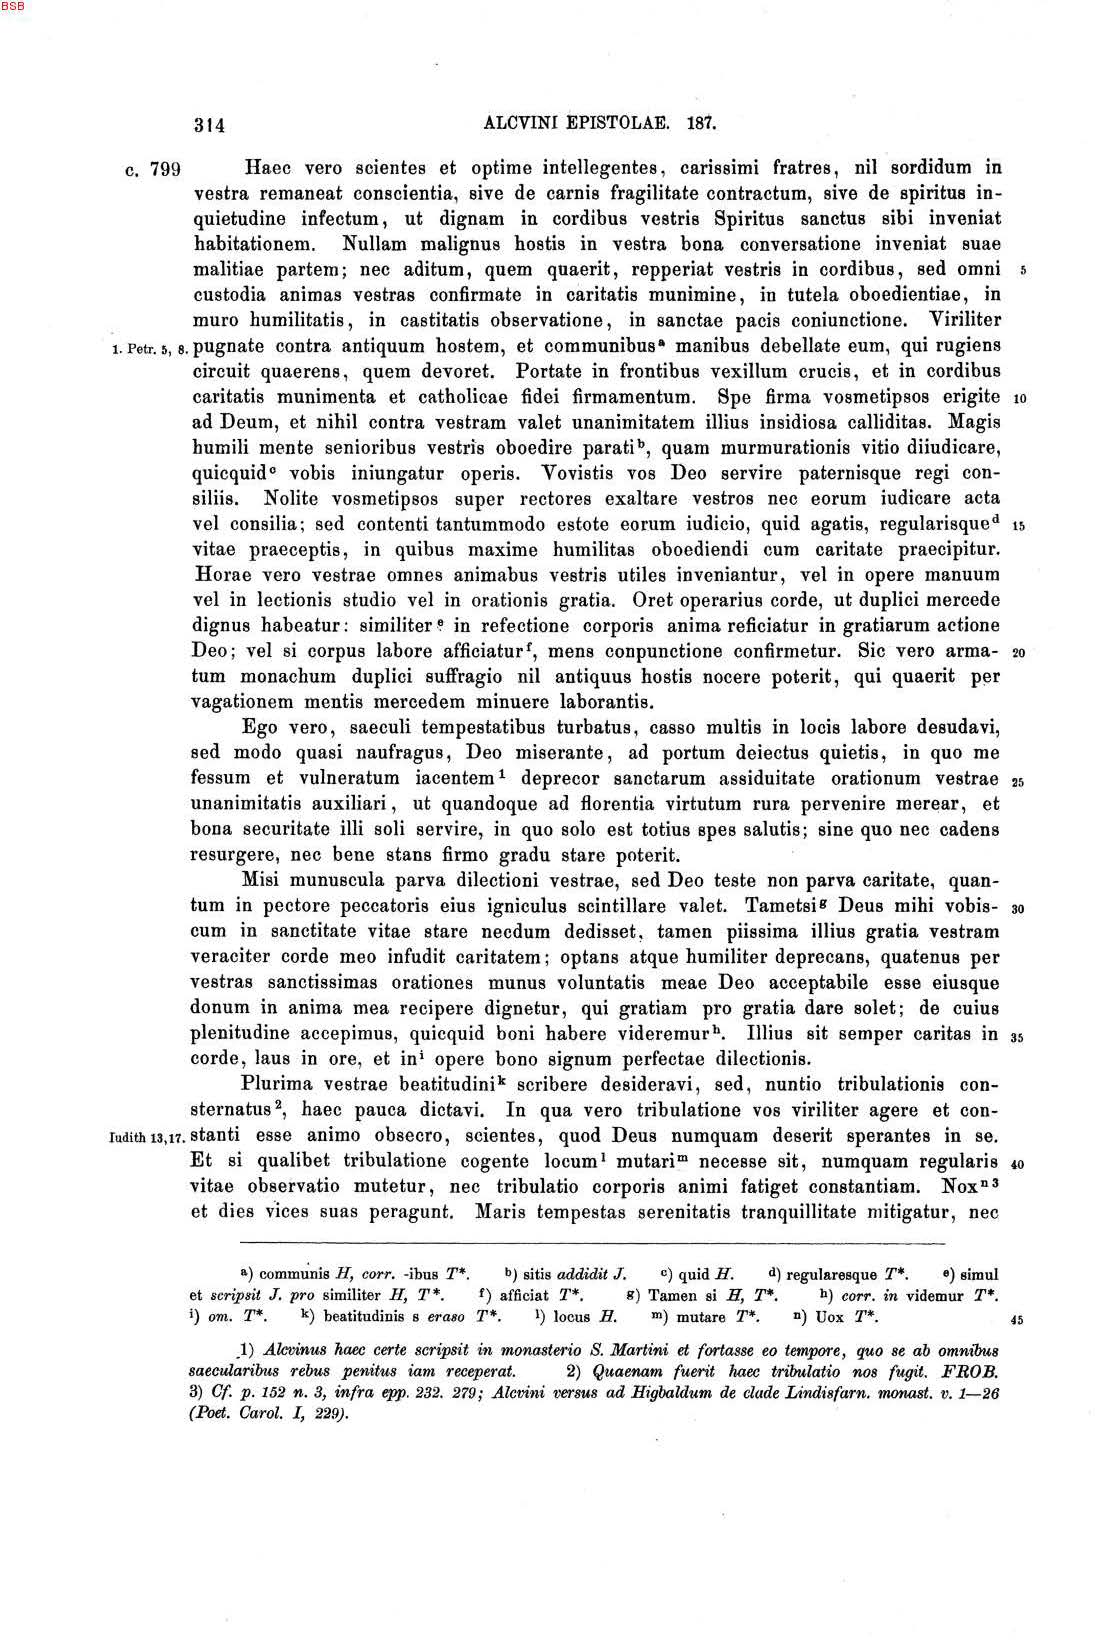 BSB
314 ALCVINI EPISTOLAE. 187.
c. 799 Haec vero scientes et optime intellegentes, carissimi fratres, nil sordidum in
vestra remaneat conscientia, sive de carnis fragilitate contractum, sive de spiritus in-
quietudine infectum, ut dignam in cordibus vestris Spiritus sanctus sibi inveniat
habitationem. Nullam malignus hostis in vestra bona conversatione inveniat suae
malitiae partem; nec aditum, quem quaerit, repperiat vestris in cordibus, sed omni 5
custodia animas vestras confirmate in caritatis munimine, in tutela oboedientiae, in
muro humilitatis, in castitatis observatione, in sanctae pacis coniunctione. Viriliter
1. Petr. 5, 8. pugnate contra antiquum hostem, et communibusᵃ manibus debellate eum, qui rugiens
circuit quaerens, quem devoret. Portate in frontibus vexillum crucis, et in cordibus
caritatis munimenta et catholicae fidei firmamentum. Spe firma vosmetipsos erigite 10
ad Deum, et nihil contra vestram valet unanimitatem illius insidiosa calliditas. Magis
humili mente senioribus vestris oboedire paratiᵇ, quam murmurationis vitio diiudicare,
quicquidᶜ vobis iniungatur operis. Vovistis vos Deo servire paternisque regi con-
siliis. Nolite vosmetipsos super rectores exaltare vestros nec eorum iudicare acta
vel consilia; sed contenti tantummodo estote eorum iudicio, quid agatis, regularisqueᵈ 15
vitae praeceptis, in quibus maxime humilitas oboediendi cum caritate praecipitur.
Horae vero vestrae omnes animabus vestris utiles inveniantur, vel in opere manuum
vel in lectionis studio vel in orationis gratia. Oret operarius corde, ut duplici mercede
dignus habeatur: similiterᵉ in refectione corporis anima reficiatur in gratiarum actione
Deo; vel si corpus labore afficiaturᶠ, mens conpunctione confirmetur. Sic vero arma- 20
tum monachum duplici suffragio nil antiquus hostis nocere poterit, qui quaerit per
vagationem mentis mercedem minuere laborantis.
Ego vero, saeculi tempestatibus turbatus, casso multis in locis labore desudavi,
sed modo quasi naufragus, Deo miserante, ad portum deiectus quietis, in quo me
fessum et vulneratum iacentem¹ deprecor sanctarum assiduitate orationum vestrae 25
unanimitatis auxiliari, ut quandoque ad florentia virtutum rura pervenire merear, et
bona securitate illi soli servire, in quo solo est totius spes salutis; sine quo nec cadens
resurgere, nec bene stans firmo gradu stare poterit.
Misi munuscula parva dilectioni vestrae, sed Deo teste non parva caritate, quan-
tum in pectore peccatoris eius igniculus scintillare valet. Tametsiᵍ Deus mihi vobis- 30
cum in sanctitate vitae stare necdum dedisset, tamen piissima illius gratia vestram
veraciter corde meo infudit caritatem; optans atque humiliter deprecans, quatenus per
vestras sanctissimas orationes munus voluntatis meae Deo acceptabile esse eiusque
donum in anima mea recipere dignetur, qui gratiam pro gratia dare solet; de cuius
plenitudine accepimus, quicquid boni habere videremurʰ. Illius sit semper caritas in 35
corde, laus in ore, et inⁱ opere bono signum perfectae dilectionis.
Plurima vestrae beatitudiniᵏ scribere desideravi, sed, nuntio tribulationis con-
sternatus², haec pauca dictavi. In qua vero tribulatione vos viriliter agere et con-
Iudith 13,17. stanti esse animo obsecro, scientes, quod Deus numquam deserit sperantes in se.
Et si qualibet tribulatione cogente locumˡ mutariᵐ necesse sit, numquam regularis 40
vitae observatio mutetur, nec tribulatio corporis animi fatiget constantiam. Noxⁿ³
et dies vices suas peragunt. Maris tempestas serenitatis tranquillitate mitigatur, nec
ᵃ) communis H, corr. -ibus T*. ᵇ) sitis addidit J. ᶜ) quid H. ᵈ) regularesque T*. ᵉ) simul
et scripsit J. pro similiter H, T*. ᶠ) afficiat T*. ᵍ) Tamen si H, T*. ʰ) corr. in videmur T*.
ⁱ) om. T*. ᵏ) beatitudinis s eraso T*. ˡ) locus H. ᵐ) mutare T*. ⁿ) Uox T*. 45
1) Alcvinus haec certe scripsit in monasterio S. Martini et fortasse eo tempore, quo se ab omnibus
saecularibus rebus penitus iam receperat. 2) Quaenam fuerit haec tribulatio nos fugit. FROB.
3) Cf. p. 152 n. 3, infra epp. 232. 279; Alcvini versus ad Higbaldum de clade Lindisfarn. monast. v. 1—26
(Poet. Carol. I, 229).